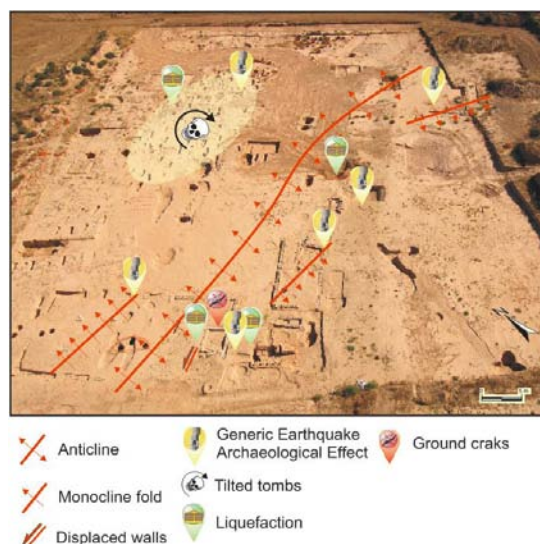 Anticline
Monocline fold
Displaced walls
Generic Earthquake
Archaeological Effect
Tilted tombs
Liquefaction
Ground craks